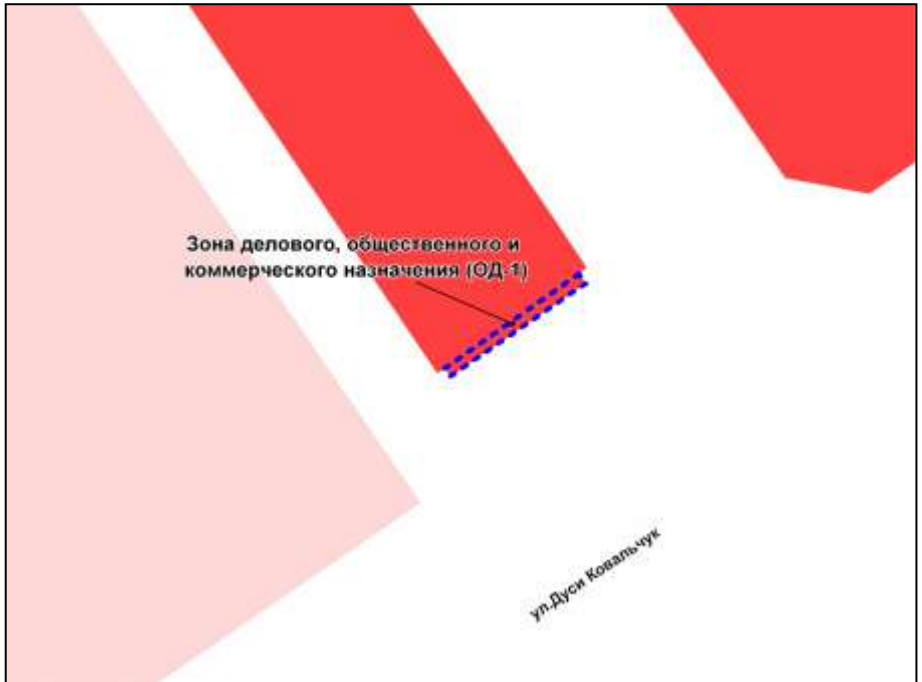 Зона делового, общественного и
коммерческого назначения (ОД-1)
ул.Дуси Ковальчук